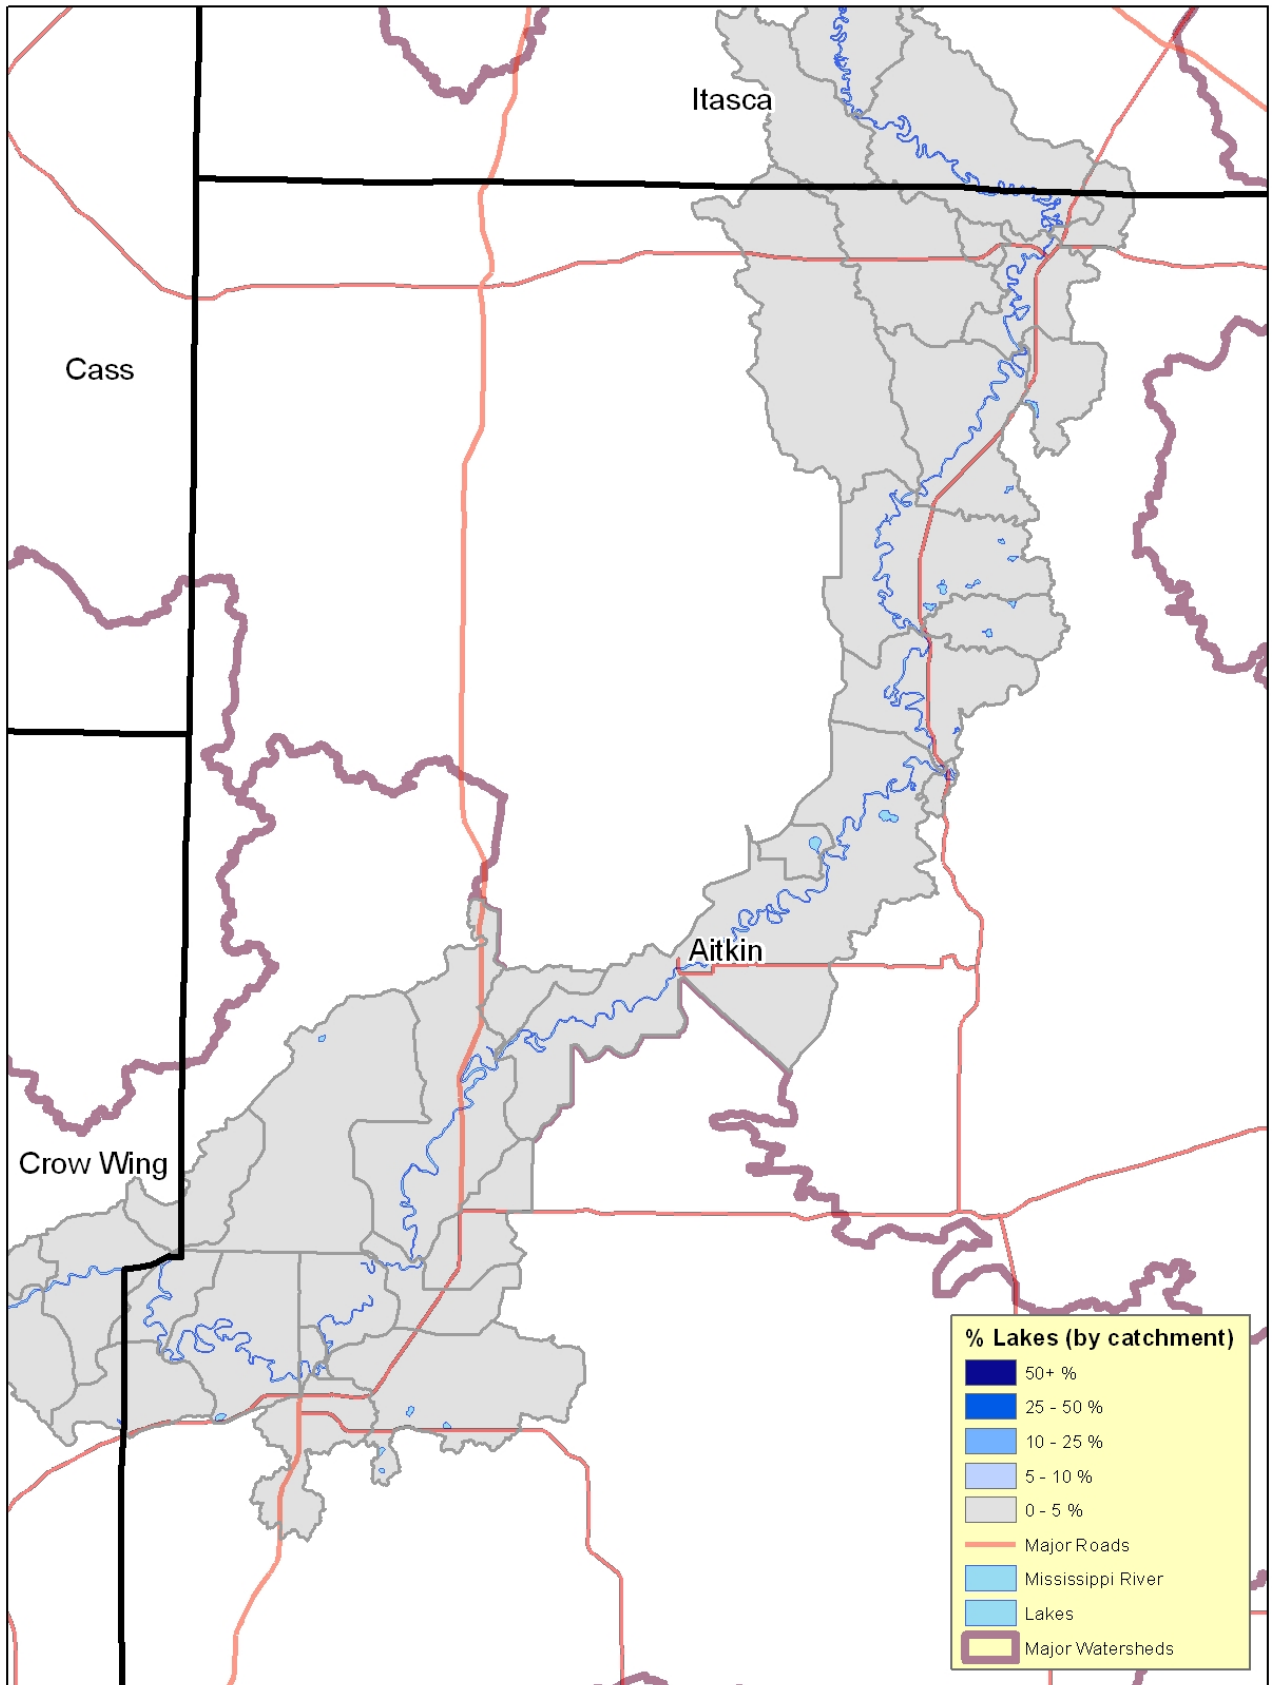 Itasca
Cass
Aitkin
Crow Wing
% Lakes (by catchment)
50+ %
25 - 50 %
10 - 25 %
5 - 10 %
0 - 5 %
Major Roads
Mississippi River
Lakes
Major Watersheds